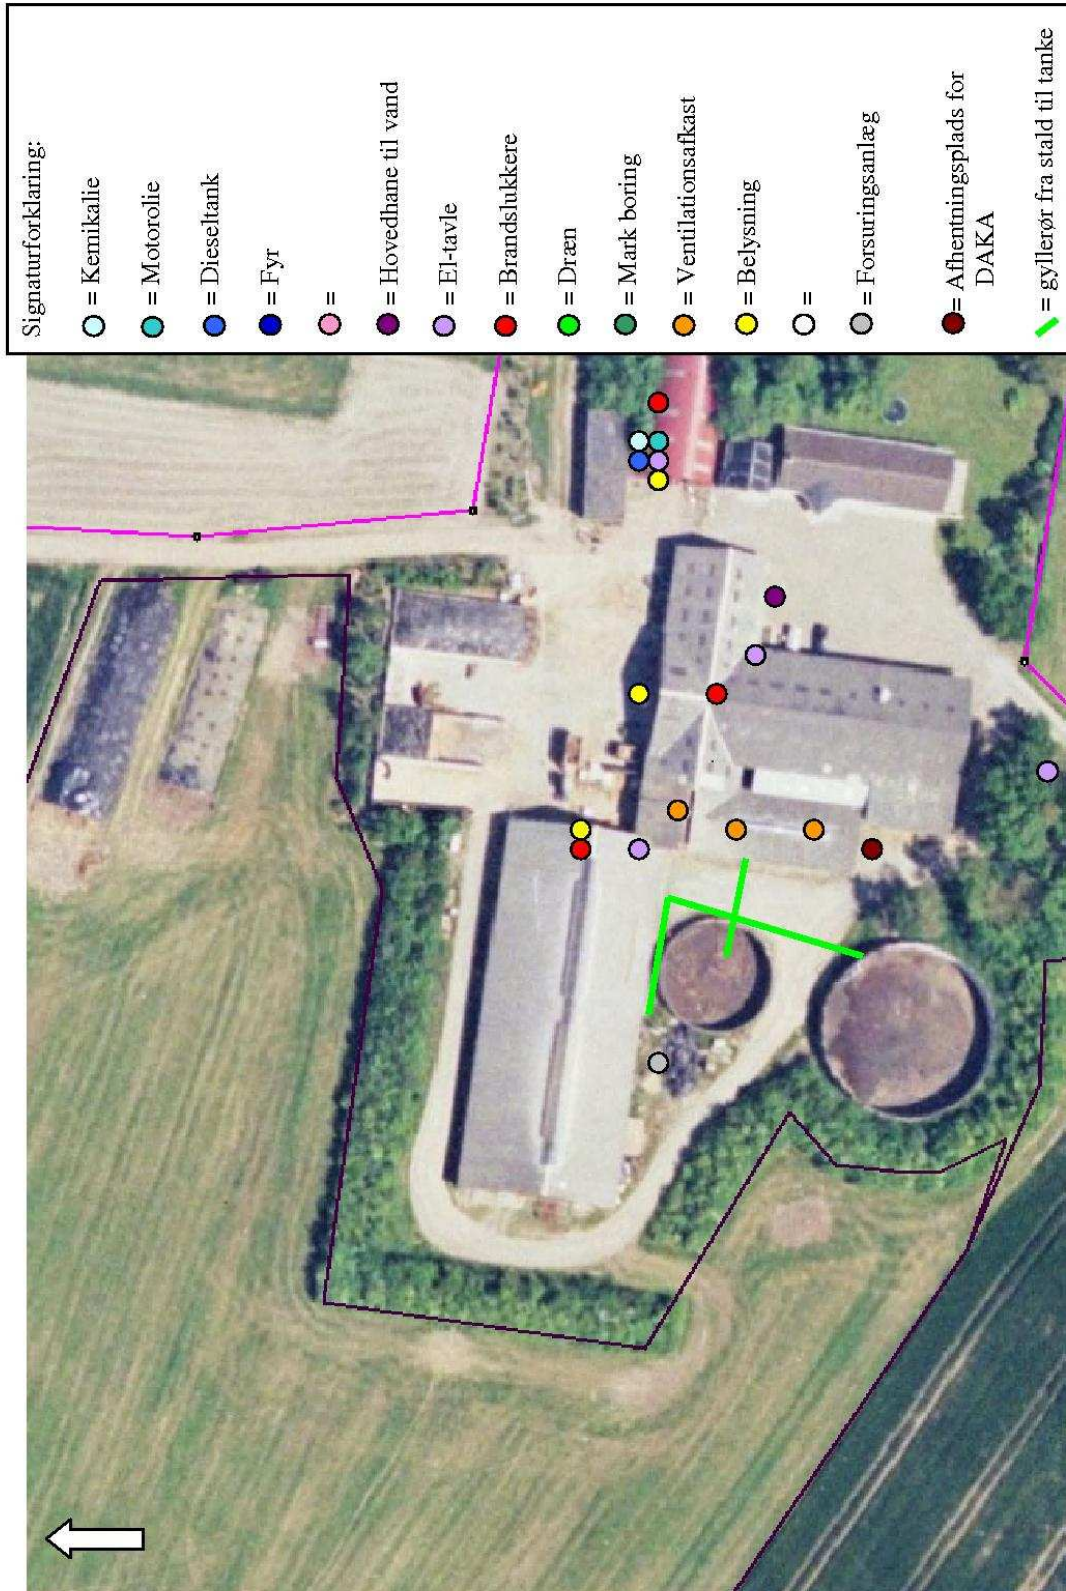 Signaturforklaring:
= Kemikalie
= Motorolie
= Dieseltank
= Fyr
=
= Hovedhane til vand
= El-tavle
= Brandslukkere
= Dræn
= Mark boring
= Ventilationsafkast
= Belysning
=
= Forsuringsanlæg
= Afhentningsplads for
DAKA
= gyllerør fra stald til tanke